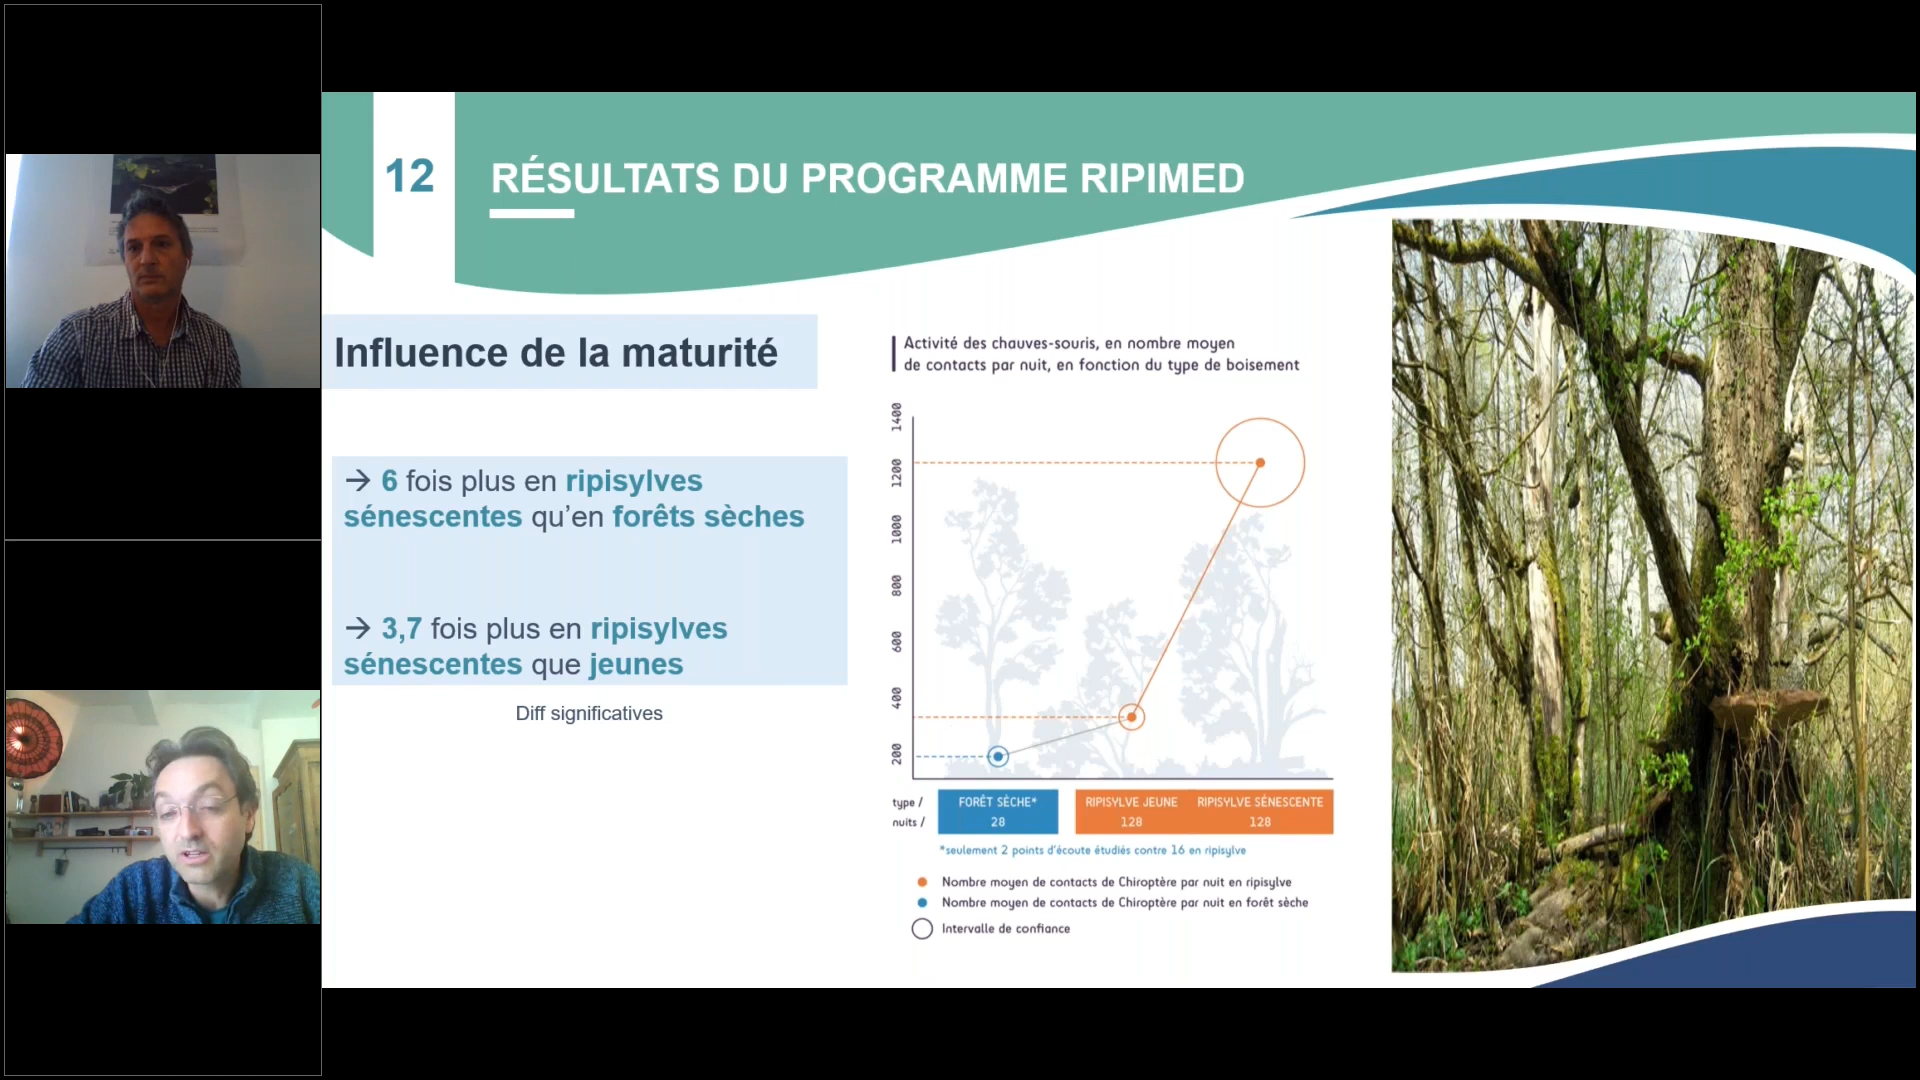 12
RÉSULTATS DU PROGRAMME RIPIMED
Influence de la maturité
→ 6 fois plus en ripisylves
sénescentes qu’en forêts sèches
→ 3,7 fois plus en ripisylves
sénescentes que jeunes
Diff significatives
Activité des chauves-souris, en nombre moyen
de contacts par nuit, en fonction du type de boisement
1400
1200
1000
800
600
400
200
type /
FORÊT SÈCHE*
RIPISYLVE JEUNE
RIPISYLVE SÉNESCENTE
nuits /
28
128
128
*seulement 2 points d'écoute étudiés contre 16 en ripisylve
Nombre moyen de contacts de Chiroptère par nuit en ripisylve
Nombre moyen de contacts de Chiroptère par nuit en forêt sèche
Intervalle de confiance